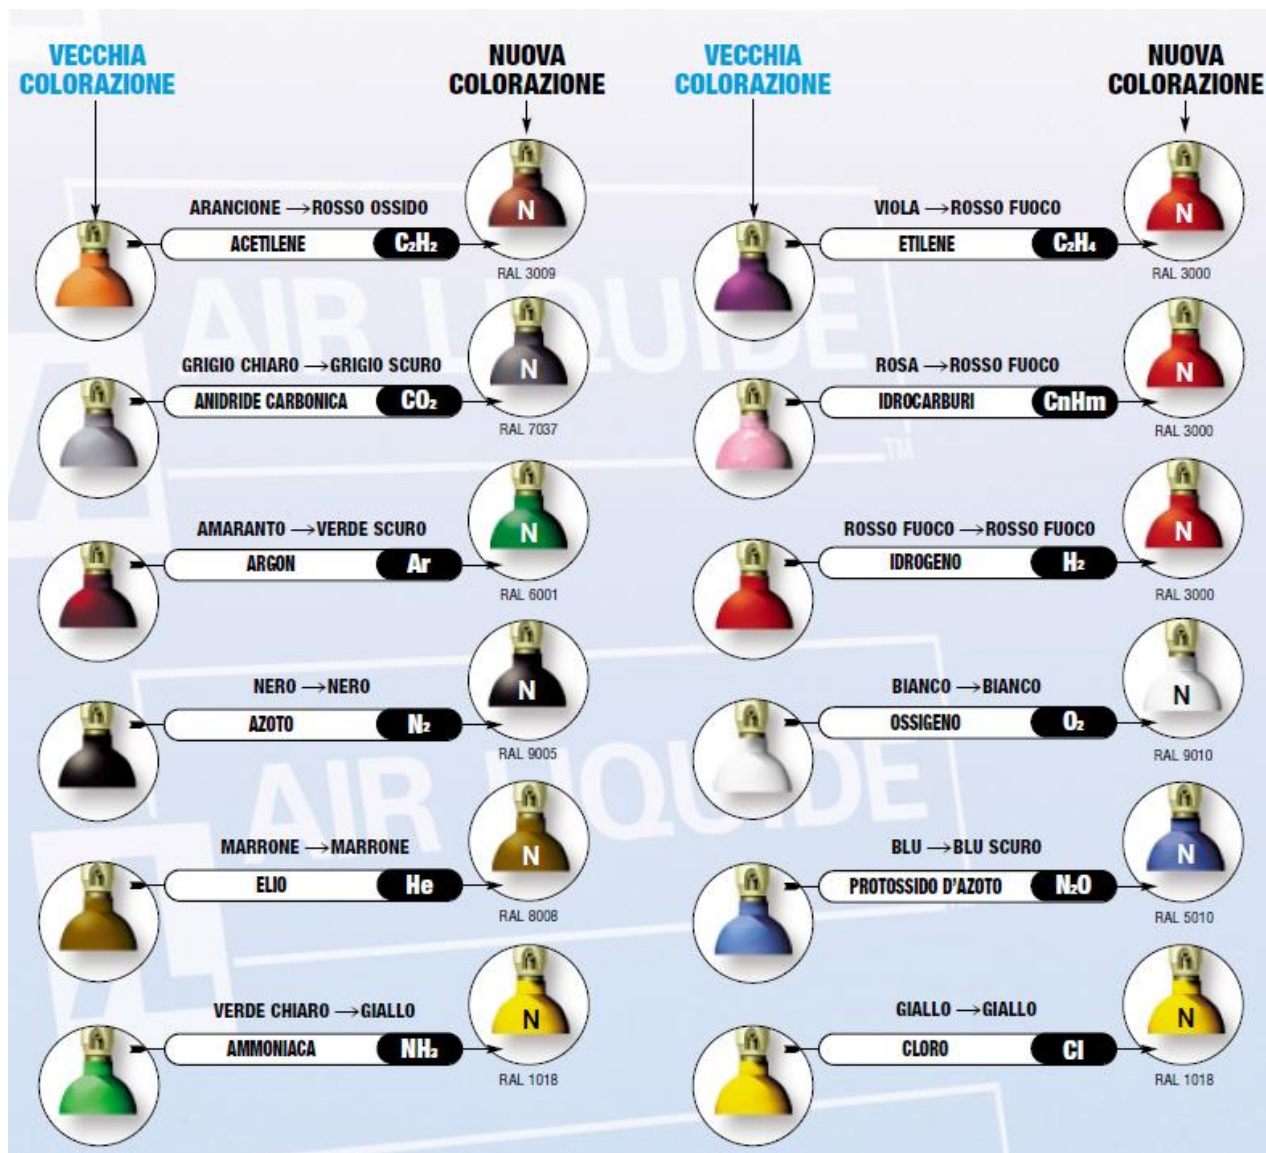 VECCHIA
COLORAZIONE
NUOVA
COLORAZIONE
ARANCIONE → ROSSO OSSIDO
ACETILENE
C₂H₂
N
RAL 3009
GRIGIO CHIARO → GRIGIO SCURO
ANIDRIDE CARBONICA
CO₂
N
RAL 7037
AMARANTO → VERDE SCURO
ARGON
Ar
N
RAL 6001
NERO → NERO
AZOTO
N₂
N
RAL 9005
MARRONE → MARRONE
ELIO
He
N
RAL 8008
VERDE CHIARO → GIALLO
AMMONIACA
NH₃
N
RAL 1018
VECCHIA
COLORAZIONE
NUOVA
COLORAZIONE
VIOLA → ROSSO FUOCO
ETILENE
C₂H₄
N
RAL 3000
ROSA → ROSSO FUOCO
IDROCARBURI
CnHm
N
RAL 3000
ROSSO FUOCO → ROSSO FUOCO
IDROGENO
H₂
N
RAL 3000
BIANCO → BIANCO
OSSIGENO
O₂
N
RAL 9010
BLU → BLU SCURO
PROTOSSIDO D'AZOTO
N₂O
N
RAL 5010
GIALLO → GIALLO
CLORO
Cl
N
RAL 1018
AIR LIQUIDE
TM
AIR LIQUIDE